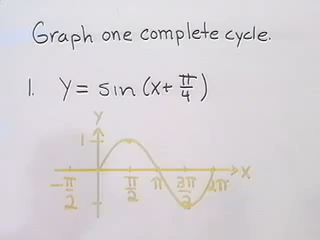 Graph one complete cycle.
1. y = sin (x + π/4)
y
1
x
-π/2 π/2 π 3π/2 2π